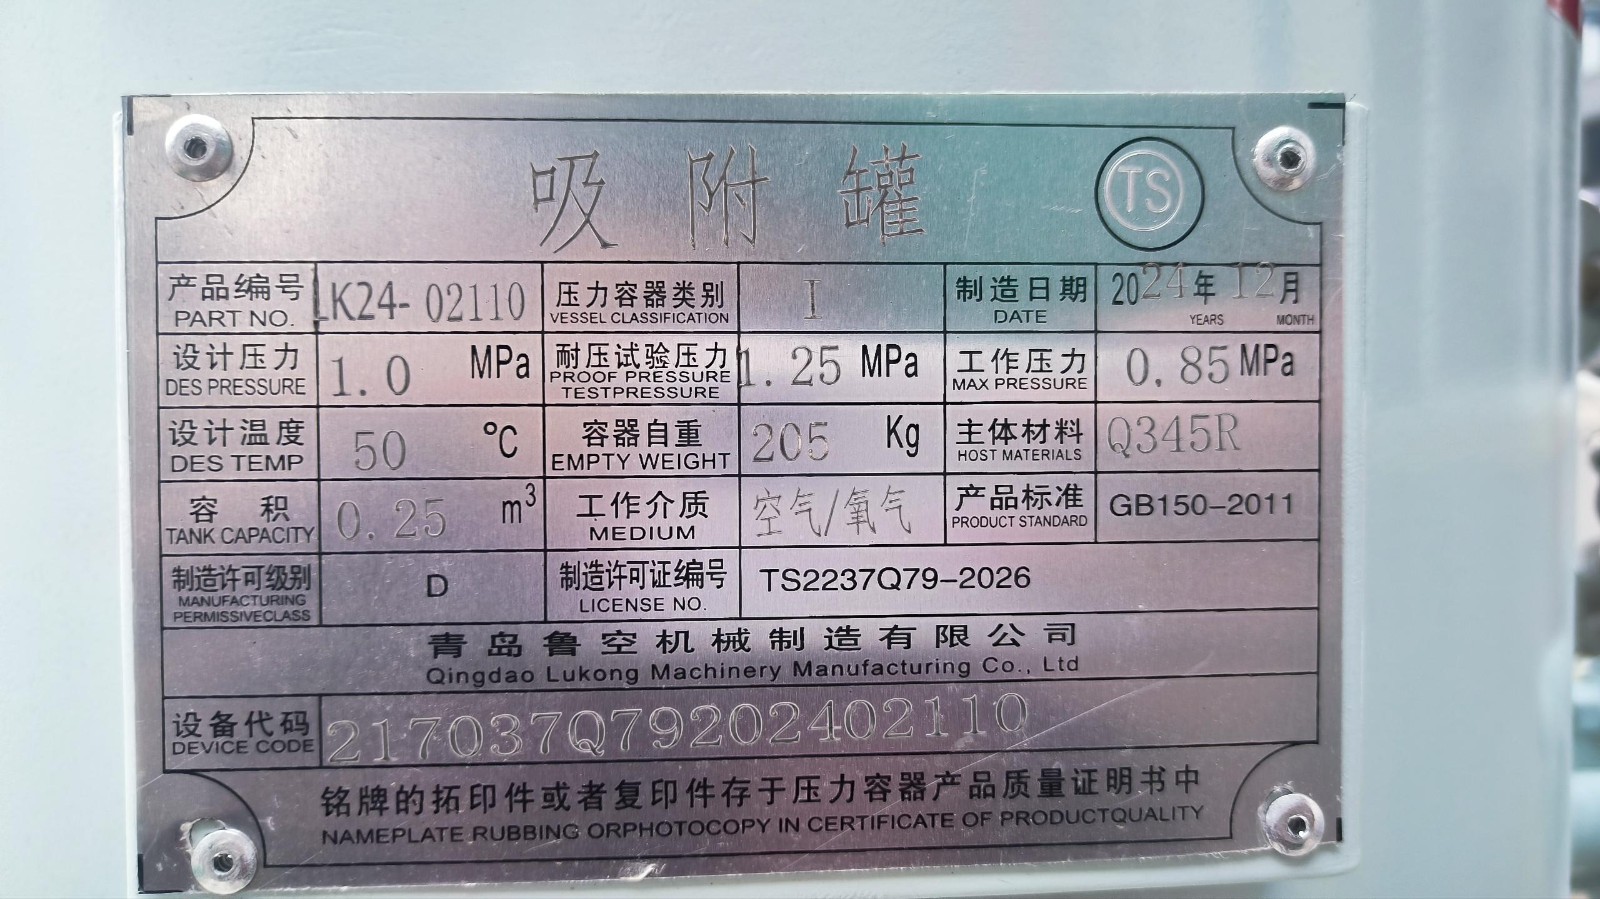 吸附罐 TS
产品编号 PART NO. LK24-02110 压力容器类别 VESSEL CLASSIFICATION I 制造日期 DATE 2024年 YEARS 12月 MONTH
设计压力 DES PRESSURE 1.0 MPa 耐压试验压力 PROOF PRESSURE TESTPRESSURE 1.25 MPa 工作压力 MAX PRESSURE 0.85 MPa
设计温度 DES TEMP 50 °C 容器自重 EMPTY WEIGHT 205 Kg 主体材料 HOST MATERIALS Q345R
容积 TANK CAPACITY 0.25 m³ 工作介质 MEDIUM 空气/氧气 产品标准 PRODUCT STANDARD GB150-2011
制造许可级别 MANUFACTURING PERMISSIVECLASS D 制造许可证编号 LICENSE NO. TS2237Q79-2026
青岛鲁空机械制造有限公司
Qingdao Lukong Machinery Manufacturing Co., Ltd
设备代码 DEVICE CODE 217037Q79202402110
铭牌的拓印件或者复印件存于压力容器产品质量证明书中
NAMEPLATE RUBBING ORPHOTOCOPY IN CERTIFICATE OF PRODUCTQUALITY